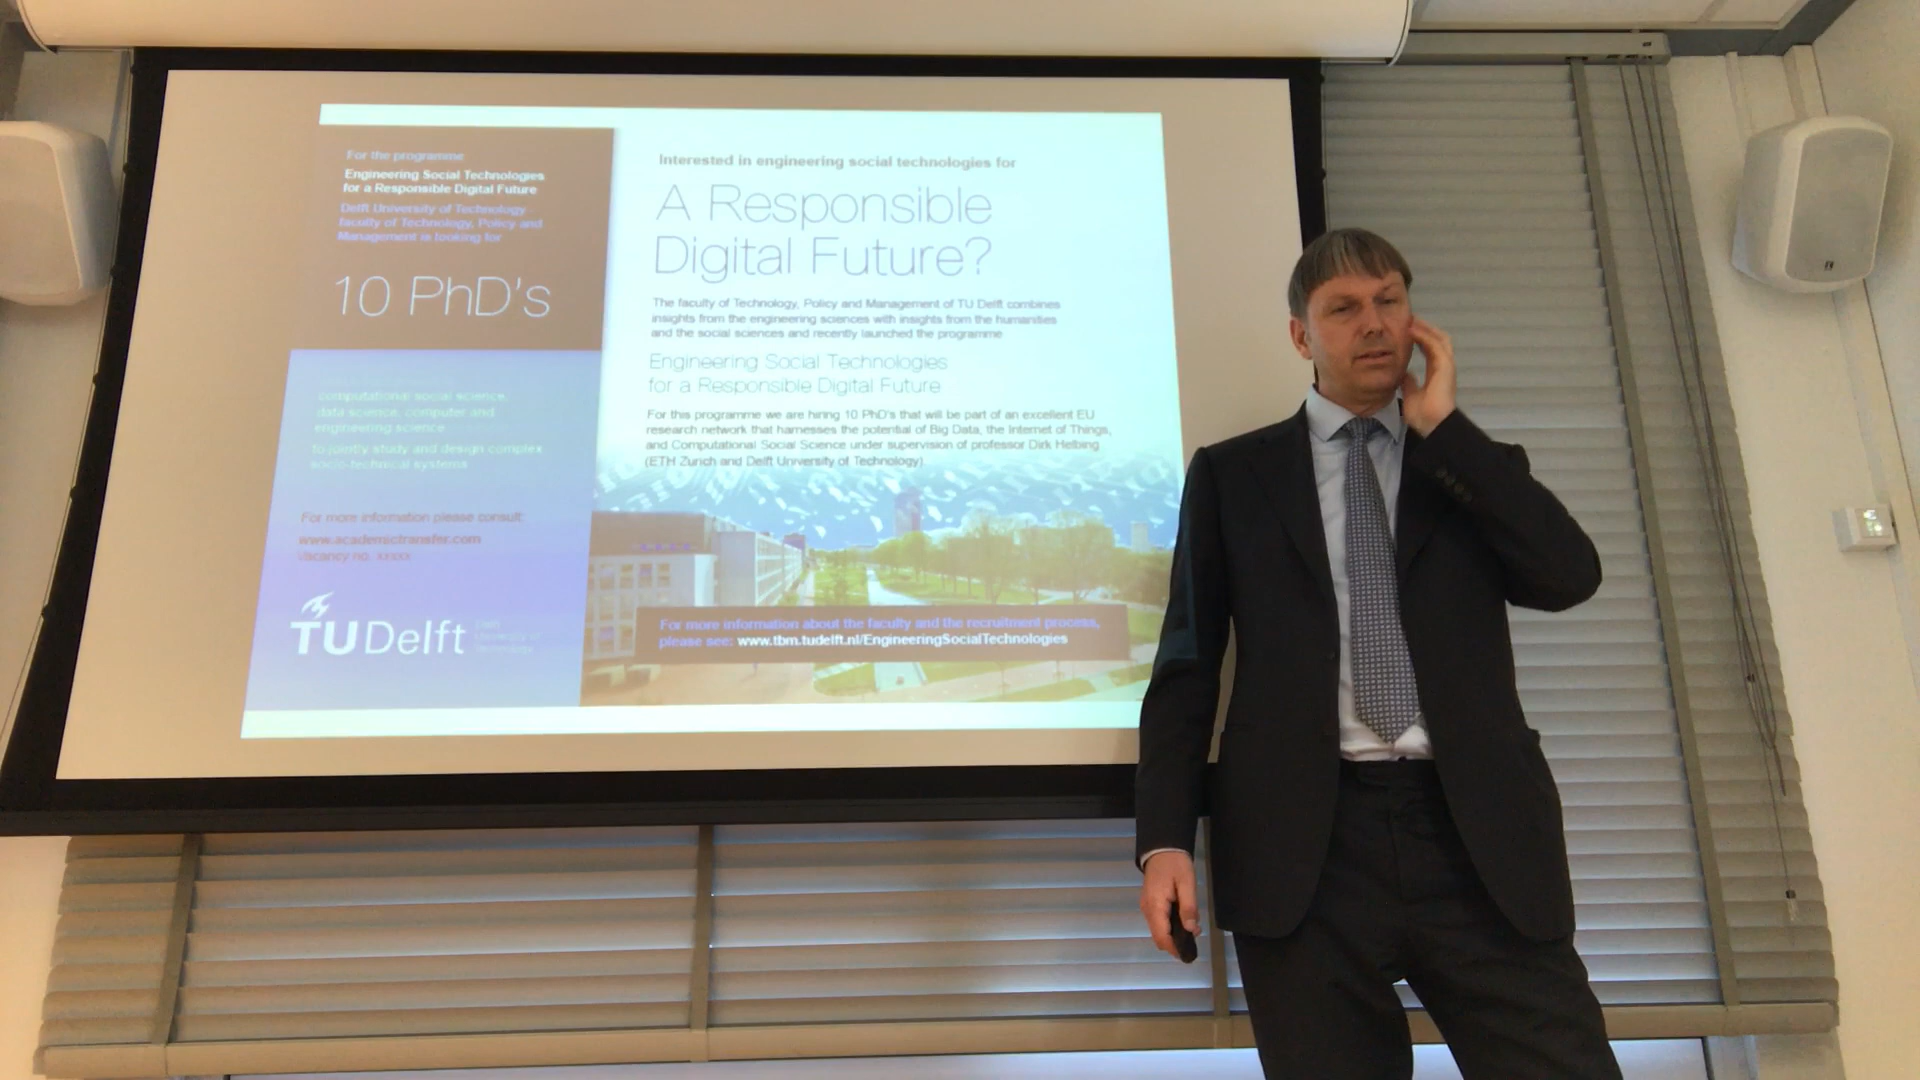 For the programme
Engineering Social Technologies
for a Responsible Digital Future
Delft University of Technology
faculty of Technology, Policy and
Management is looking for
10 PhD's
computational social science,
data science, computer and
engineering science
to jointly study and design complex
socio-technical systems
For more information please consult:
www.academictransfer.com
Vacancy no. xxxxx
TU Delft
Interested in engineering social technologies for
A Responsible
Digital Future?
The faculty of Technology, Policy and Management of TU Delft combines
insights from the engineering sciences with insights from the humanities
and the social sciences and recently launched the programme
Engineering Social Technologies
for a Responsible Digital Future
For this programme we are hiring 10 PhD's that will be part of an excellent EU
research network that harnesses the potential of Big Data, the Internet of Things,
and Computational Social Science under supervision of professor Dirk Helbing
(ETH Zurich and Delft University of Technology)
For more information about the faculty and the recruitment process,
please see: www.tbm.tudelft.nl/EngineeringSocialTechnologies